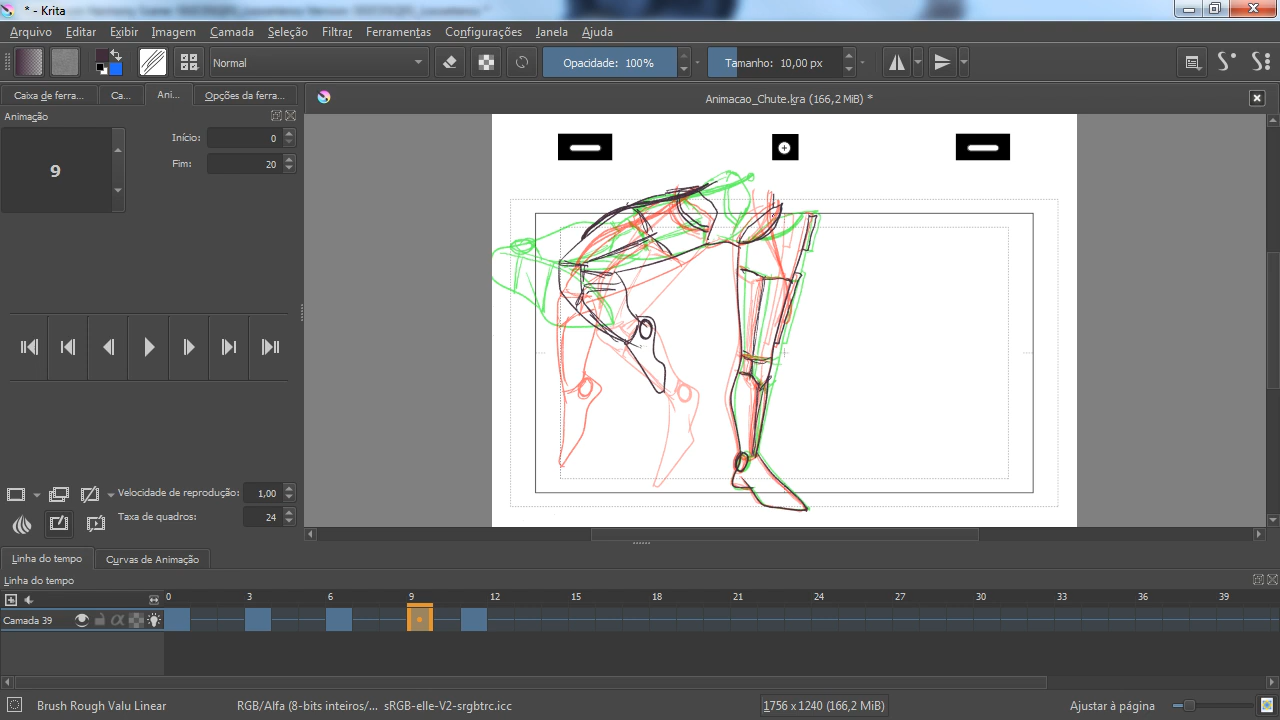 * - Krita
Arquivo Editar Exibir Imagem Camada Seleção Filtrar Ferramentas Configurações Janela Ajuda
Normal Opacidade: 100% Tamanho: 10,00 px
Caixa de ferra... Ca... Ani... Opções da ferra...
Animacao_Chute.kra (166,2 MiB) *
Animação
9
Início: 0
Fim: 20
Velocidade de reprodução: 1,00
Taxa de quadros: 24
Linha do tempo Curvas de Animação
Linha do tempo
0 3 6 9 12 15 18 21 24 27 30 33 36 39
Camada 39
Brush Rough Valu Linear RGB/Alfa (8-bits inteiros/... sRGB-elle-V2-srgbtrc.icc 1756 x 1240 (166,2 MiB) Ajustar à página